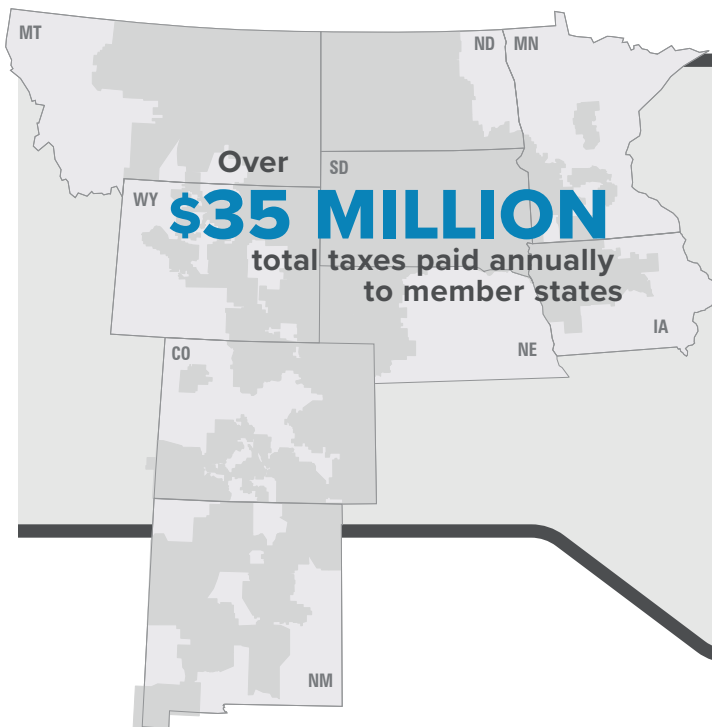 MT
ND
MN
Over
SD
WY
$35 MILLION
total taxes paid annually
to member states
IA
NE
CO
NM